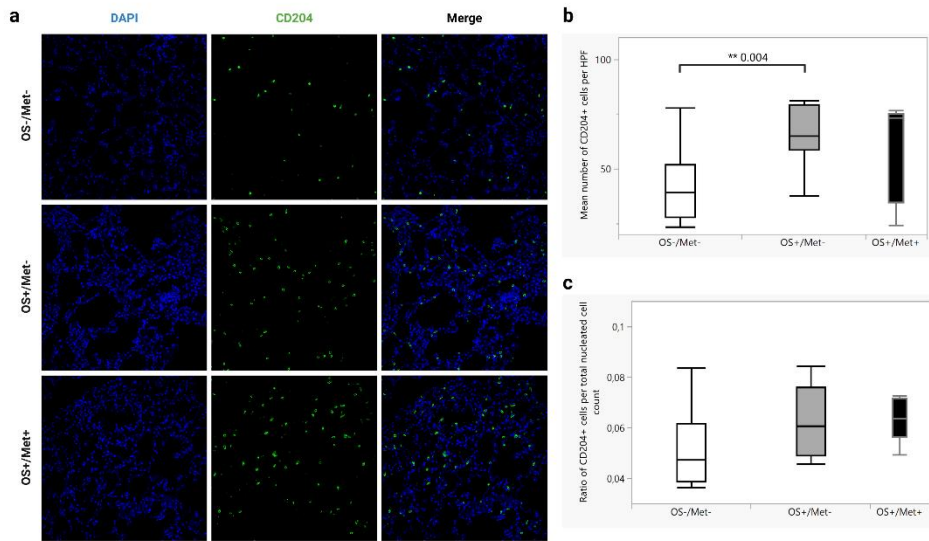 a
DAPI
CD204
Merge
OS-/Met-
OS+/Met-
OS+/Met+
b
Mean number of CD204+ cells per HPF
100
50
** 0.004
OS-/Met-
OS+/Met-
OS+/Met+
c
Ratio of CD204+ cells per total nucleated cell
count
0,1
0,08
0,06
0,04
OS-/Met-
OS+/Met-
OS+/Met+